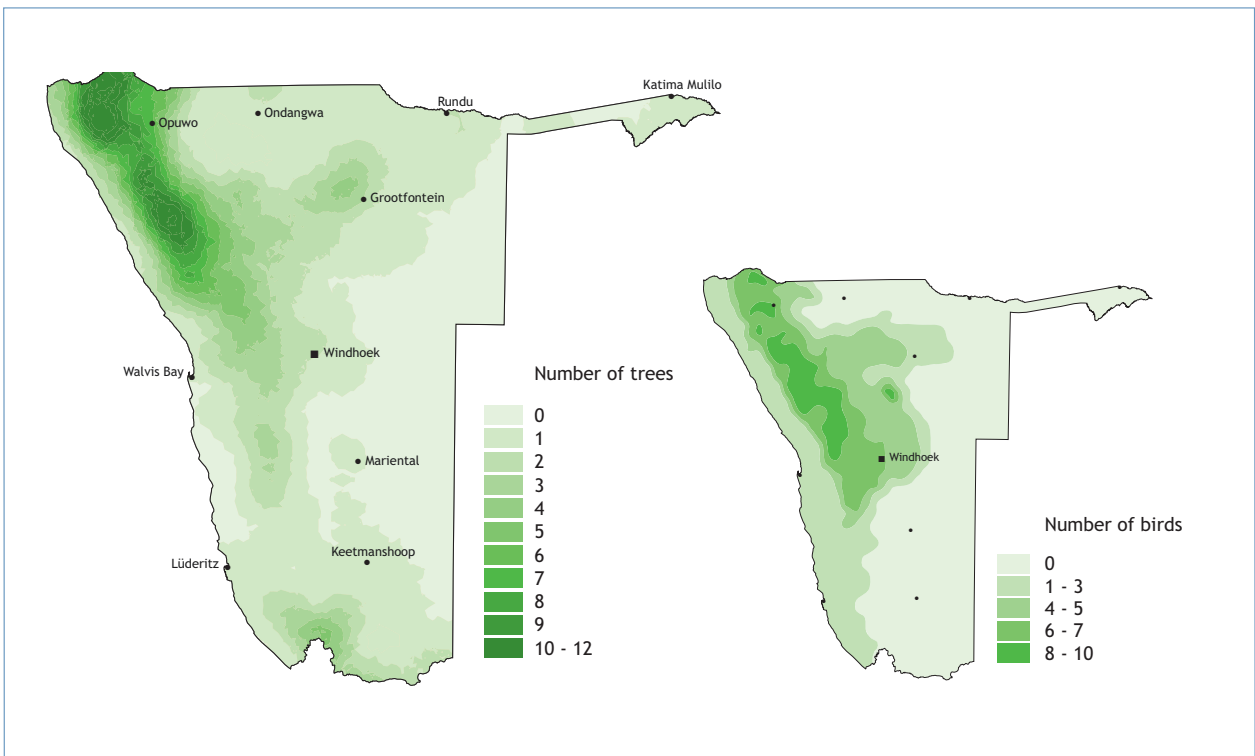 Katima Mulilo
Rundu
Ondangwa
Opuwo
Grootfontein
Windhoek
Walvis Bay
Mariental
Keetmanshoop
Lüderitz
Number of trees
0
1
2
3
4
5
6
7
8
9
10 - 12
Windhoek
Number of birds
0
1 - 3
4 - 5
6 - 7
8 - 10